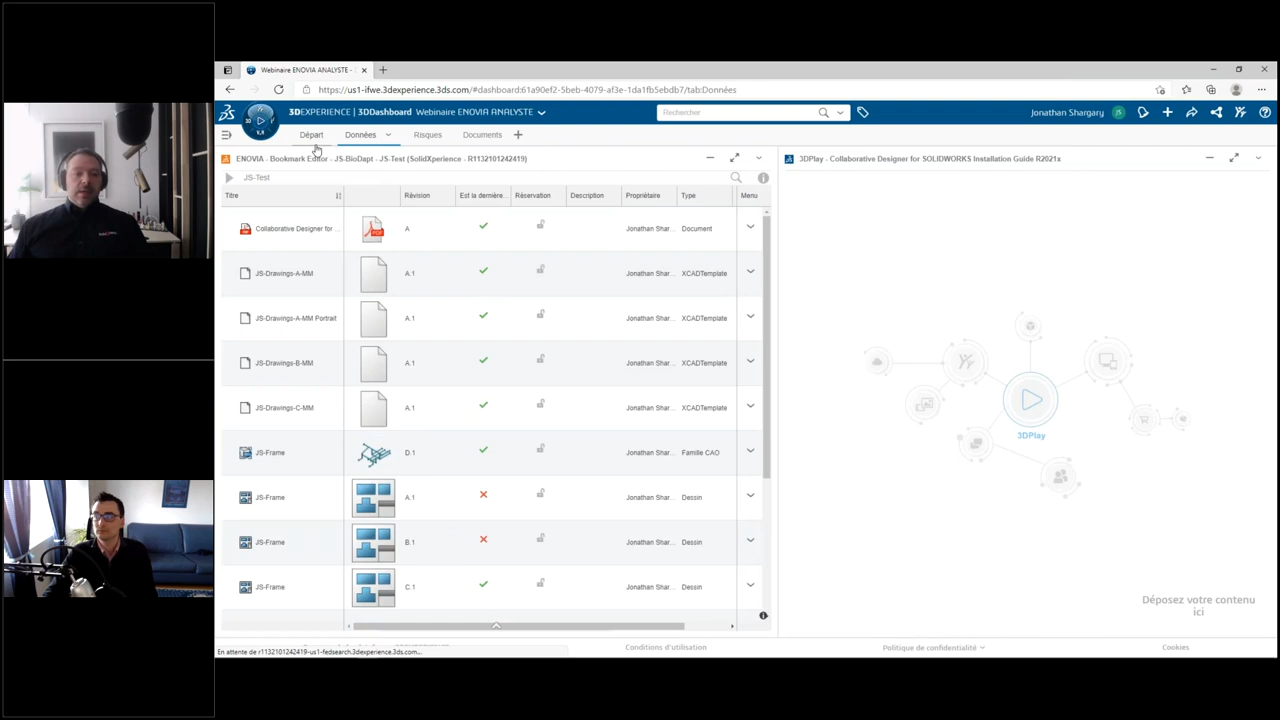 Webinaire ENOVIA ANALYSTE -
https://us1-ifwe.3dexperience.3ds.com/#dashboard:61a90ef2-5beb-4079-af3e-1da1fb5ebdb7/tab:Données
3DEXPERIENCE | 3DDashboard Webinaire ENOVIA ANALYSTE
Rechercher
Jonathan Shargary
JS
3D
V,R
Départ
Données
Risques
Documents
ENOVIA - Bookmark Editor - JS-BioDapt - JS-Test (SolidXperience - R1132101242419)
JS-Test
Titre Révision Est la dernière... Réservation Description Propriétaire Type Menu
Collaborative Designer for ... A Jonathan Shar... Document
JS-Drawings-A-MM A.1 Jonathan Shar... XCADTemplate
JS-Drawings-A-MM Portrait A.1 Jonathan Shar... XCADTemplate
JS-Drawings-B-MM A.1 Jonathan Shar... XCADTemplate
JS-Drawings-C-MM A.1 Jonathan Shar... XCADTemplate
JS-Frame D.1 Jonathan Shar... Famille CAO
JS-Frame A.1 Jonathan Shar... Dessin
JS-Frame B.1 Jonathan Shar... Dessin
JS-Frame C.1 Jonathan Shar... Dessin
3DPlay - Collaborative Designer for SOLIDWORKS Installation Guide R2021x
3DPlay
Déposez votre contenu
ici
En attente de r1132101242419-us1-fedsearch.3dexperience.3ds.com...
Conditions d'utilisation
Politique de confidentialité
Cookies